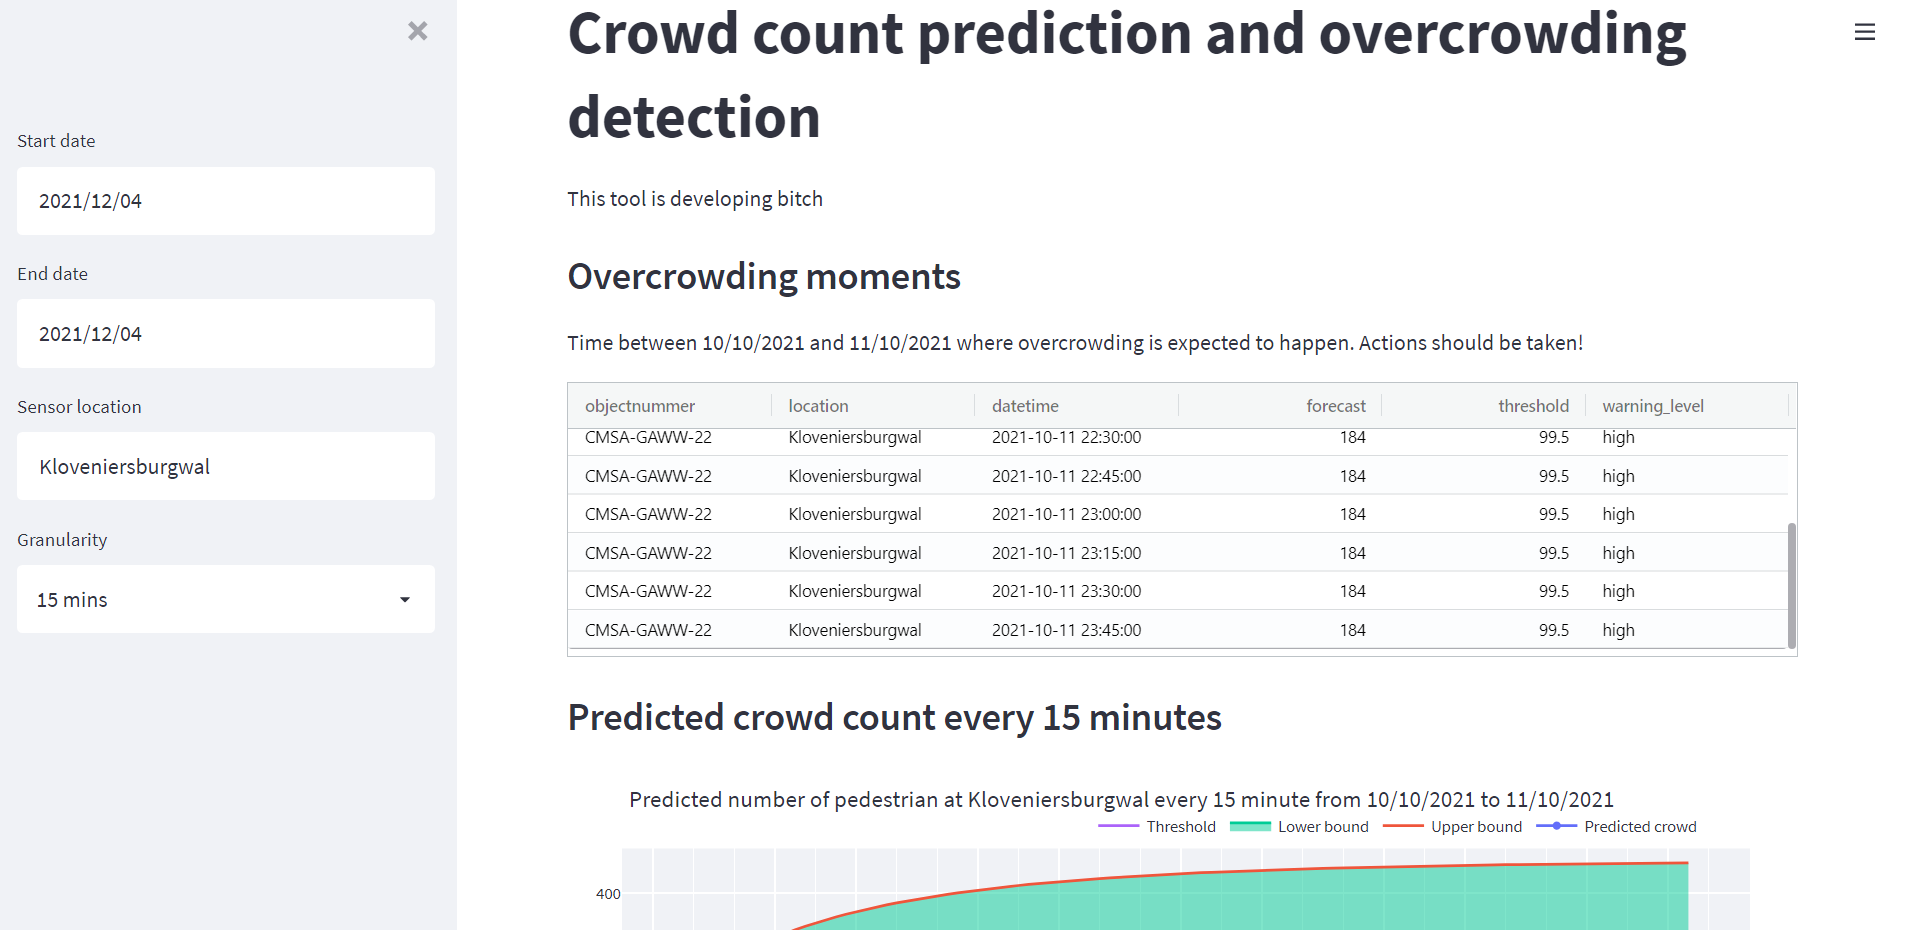 Start date
2021/12/04
End date
2021/12/04
Sensor location
Kloveniersburgwal
Granularity
15 mins
Crowd count prediction and overcrowding
detection
This tool is developing bitch
Overcrowding moments
Time between 10/10/2021 and 11/10/2021 where overcrowding is expected to happen. Actions should be taken!
objectnummer location datetime forecast threshold warning_level
CMSA-GAWW-22 Kloveniersburgwal 2021-10-11 22:30:00 184 99.5 high
CMSA-GAWW-22 Kloveniersburgwal 2021-10-11 22:45:00 184 99.5 high
CMSA-GAWW-22 Kloveniersburgwal 2021-10-11 23:00:00 184 99.5 high
CMSA-GAWW-22 Kloveniersburgwal 2021-10-11 23:15:00 184 99.5 high
CMSA-GAWW-22 Kloveniersburgwal 2021-10-11 23:30:00 184 99.5 high
CMSA-GAWW-22 Kloveniersburgwal 2021-10-11 23:45:00 184 99.5 high
Predicted crowd count every 15 minutes
Predicted number of pedestrian at Kloveniersburgwal every 15 minute from 10/10/2021 to 11/10/2021
Threshold Lower bound Upper bound Predicted crowd
400